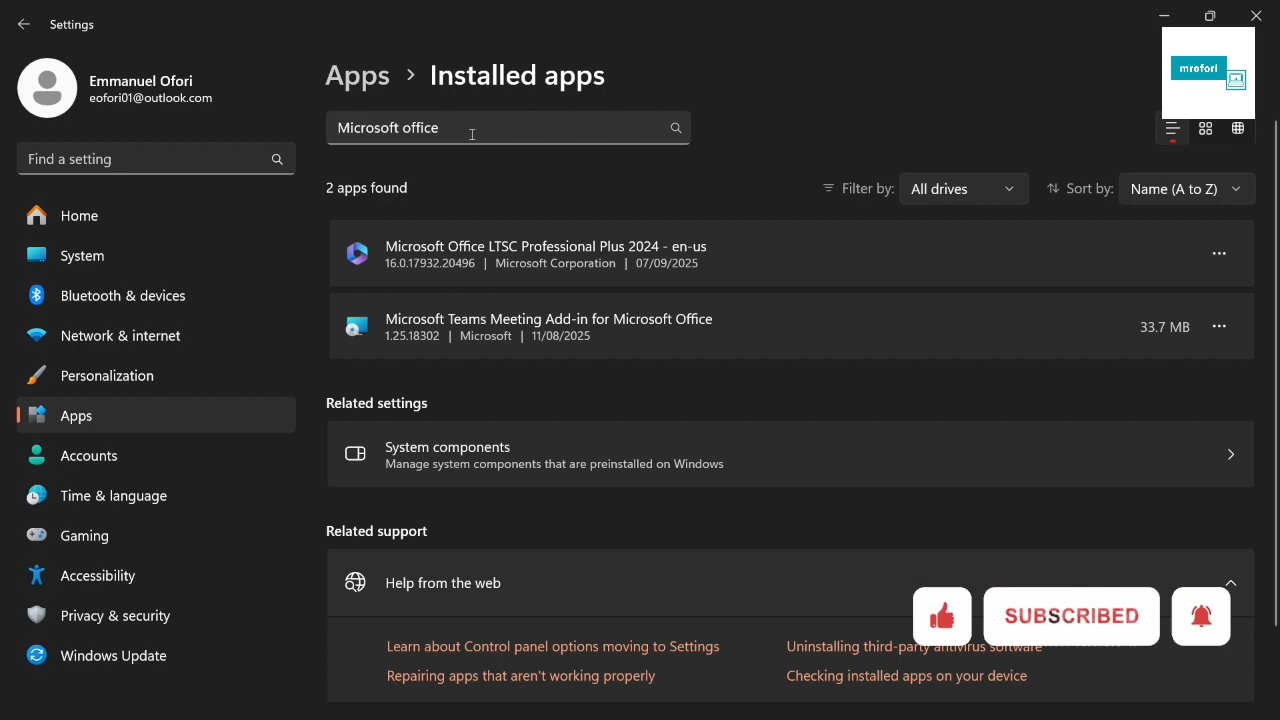 Settings
Emmanuel Ofori
eofori01@outlook.com
Find a setting
Home
System
Bluetooth & devices
Network & internet
Personalization
Apps
Accounts
Time & language
Gaming
Accessibility
Privacy & security
Windows Update
Apps > Installed apps
mrofori
Microsoft office
2 apps found
Filter by: All drives
Sort by: Name (A to Z)
Microsoft Office LTSC Professional Plus 2024 - en-us
16.0.17932.20496 | Microsoft Corporation | 07/09/2025
Microsoft Teams Meeting Add-in for Microsoft Office
1.25.18302 | Microsoft | 11/08/2025
33.7 MB
Related settings
System components
Manage system components that are preinstalled on Windows
Related support
Help from the web
SUBSCRIBED
Learn about Control panel options moving to Settings
Uninstalling third-party antivirus software
Repairing apps that aren't working properly
Checking installed apps on your device